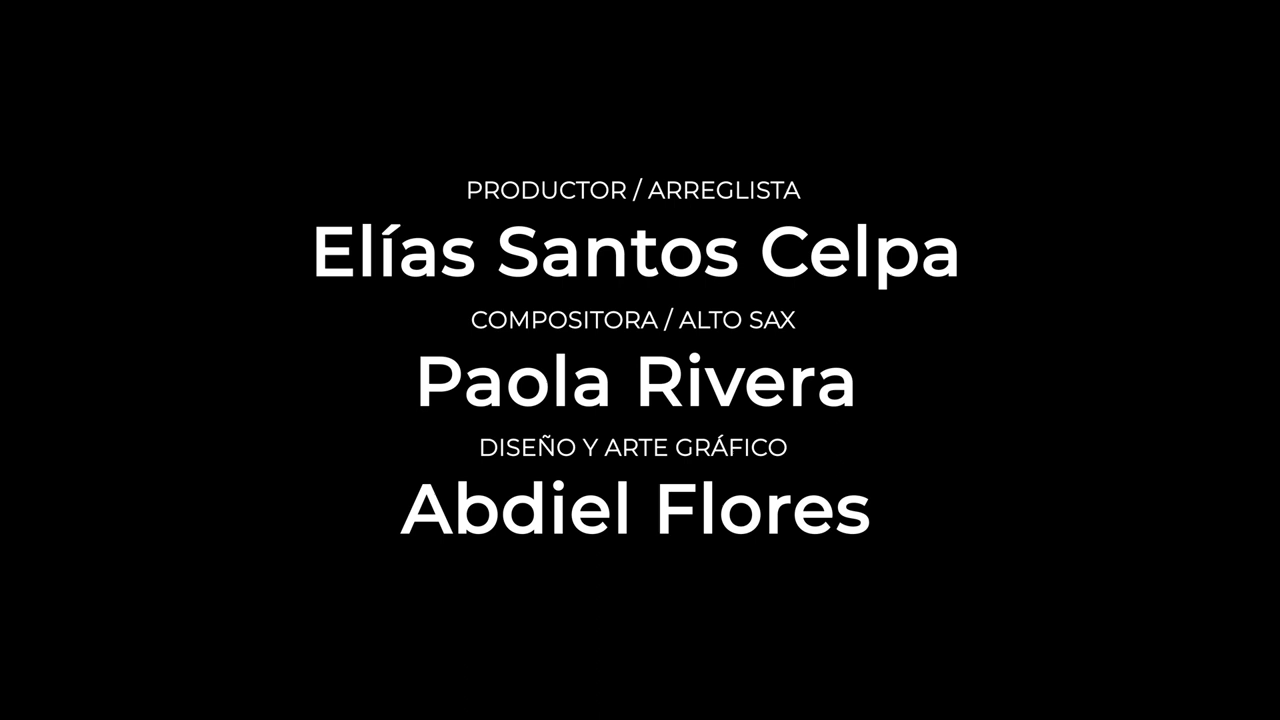 PRODUCTOR / ARREGLISTA
Elías Santos Celpa
COMPOSITORA / ALTO SAX
Paola Rivera
DISEÑO Y ARTE GRÁFICO
Abdiel Flores